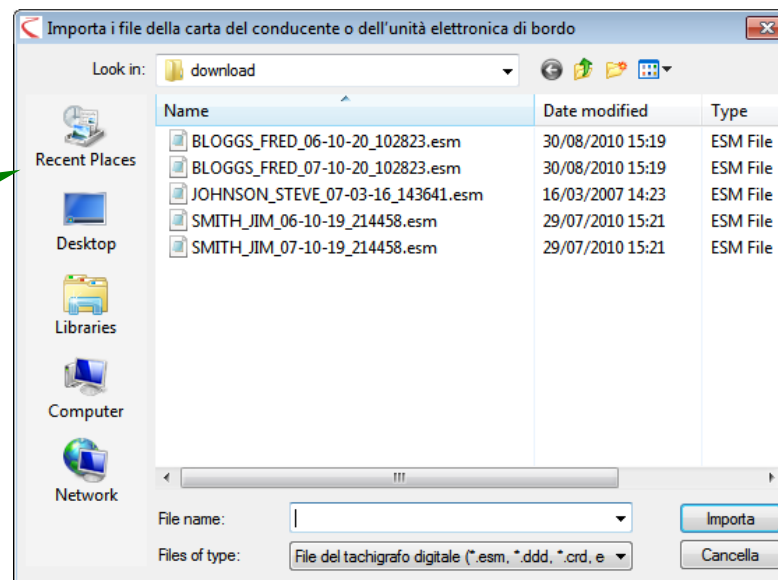 Importa i file della carta del conducente o dell'unità elettronica di bordo
Look in: download
Name Date modified Type
BLOGGS_FRED_06-10-20_102823.esm 30/08/2010 15:19 ESM File
BLOGGS_FRED_07-10-20_102823.esm 30/08/2010 15:19 ESM File
JOHNSON_STEVE_07-03-16_143641.esm 16/03/2007 14:23 ESM File
SMITH_JIM_06-10-19_214458.esm 29/07/2010 15:21 ESM File
SMITH_JIM_07-10-19_214458.esm 29/07/2010 15:21 ESM File
Recent Places
Desktop
Libraries
Computer
Network
File name: Importa
Files of type: File del tachigrafo digitale (*.esm, *.ddd, *.crd, e Cancella